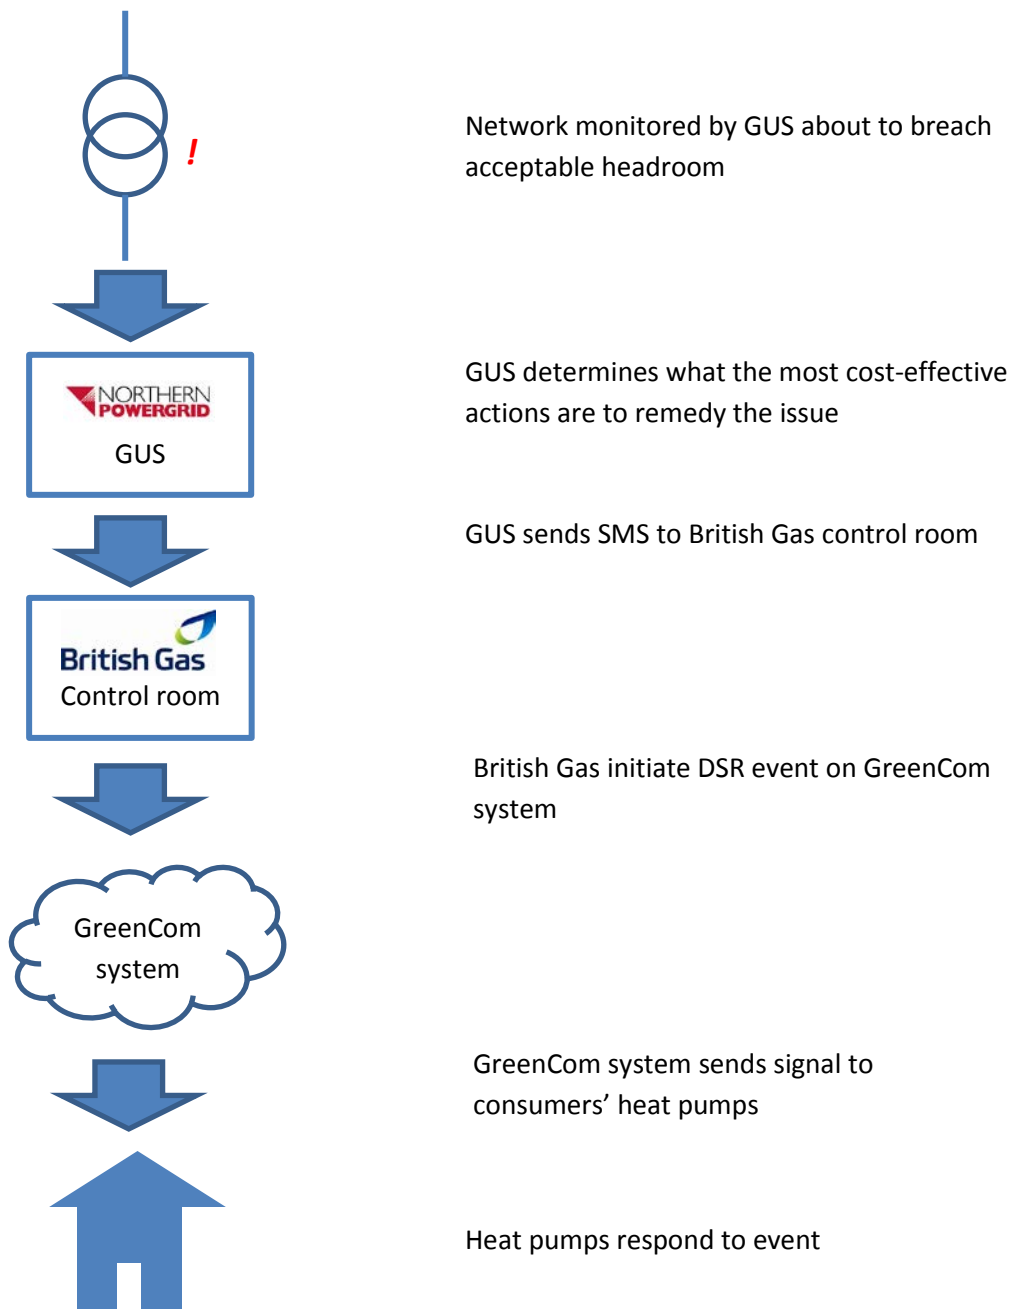 !
Network monitored by GUS about to breach
acceptable headroom
NORTHERN
POWERGRID
GUS
GUS determines what the most cost-effective
actions are to remedy the issue
GUS sends SMS to British Gas control room
British Gas
Control room
British Gas initiate DSR event on GreenCom
system
GreenCom
system
GreenCom system sends signal to
consumers’ heat pumps
Heat pumps respond to event